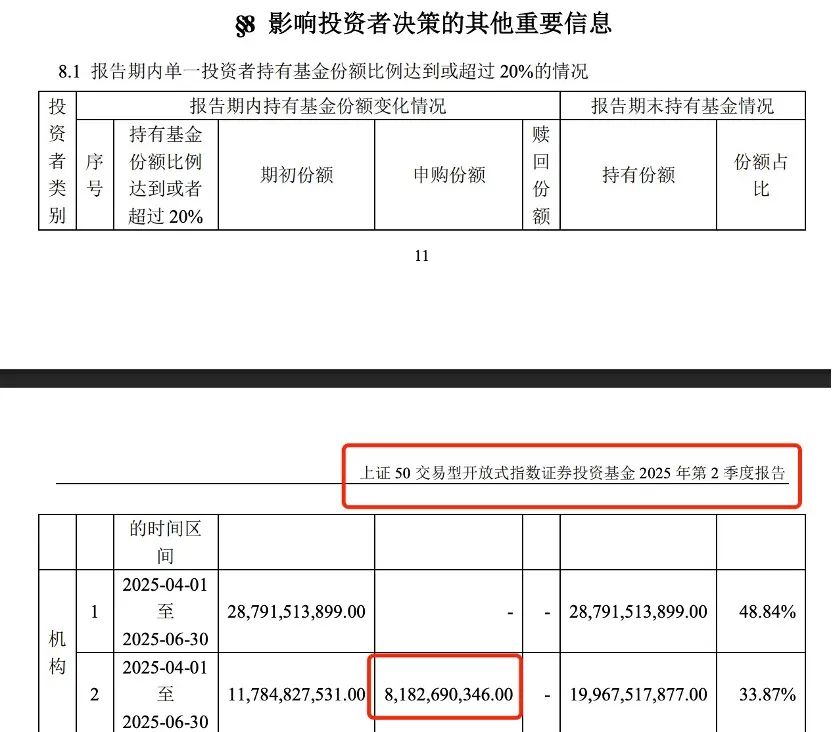 §8 影响投资者决策的其他重要信息
8.1 报告期内单一投资者持有基金份额比例达到或超过 20%的情况
投资者类别
报告期内持有基金份额变化情况
报告期末持有基金情况
序号
持有基金
份额比例
达到或者
超过 20%
期初份额
申购份额
赎回份额
持有份额
份额占
比
11
上证 50 交易型开放式指数证券投资基金 2025 年第 2 季度报告
的时间区
间
机构
1
2025-04-01
至
2025-06-30
28,791,513,899.00
-
-
28,791,513,899.00
48.84%
2
2025-04-01
至
2025-06-30
11,784,827,531.00
8,182,690,346.00
-
19,967,517,877.00
33.87%